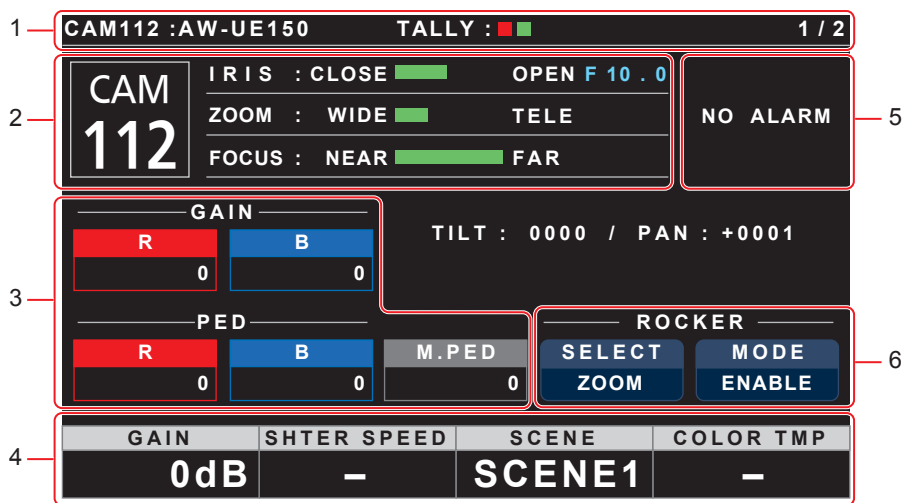 1
CAM112 :AW-UE150 TALLY : 1 / 2
2
CAM
112
IRIS : CLOSE OPEN F 10 . 0
ZOOM : WIDE TELE
FOCUS : NEAR FAR
NO ALARM
5
3
GAIN
R B
0 0
TILT : 0000 / PAN : +0001
PED
R B M.PED
0 0 0
ROCKER
SELECT MODE
ZOOM ENABLE
6
4
GAIN SHTER SPEED SCENE COLOR TMP
0dB – SCENE1 –